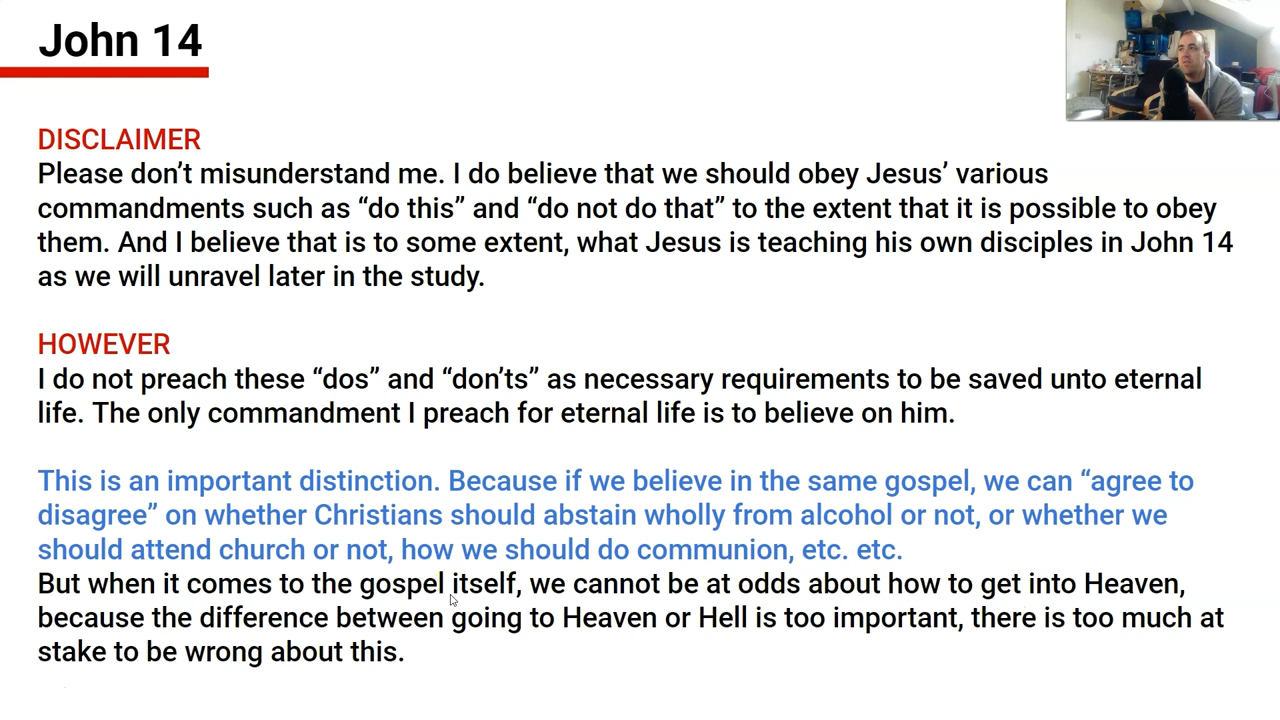 John 14
DISCLAIMER
Please don’t misunderstand me. I do believe that we should obey Jesus’ various
commandments such as “do this” and “do not do that” to the extent that it is possible to obey
them. And I believe that is to some extent, what Jesus is teaching his own disciples in John 14
as we will unravel later in the study.
HOWEVER
I do not preach these “dos” and “don’ts” as necessary requirements to be saved unto eternal
life. The only commandment I preach for eternal life is to believe on him.
This is an important distinction. Because if we believe in the same gospel, we can “agree to
disagree” on whether Christians should abstain wholly from alcohol or not, or whether we
should attend church or not, how we should do communion, etc. etc.
But when it comes to the gospel itself, we cannot be at odds about how to get into Heaven,
because the difference between going to Heaven or Hell is too important, there is too much at
stake to be wrong about this.